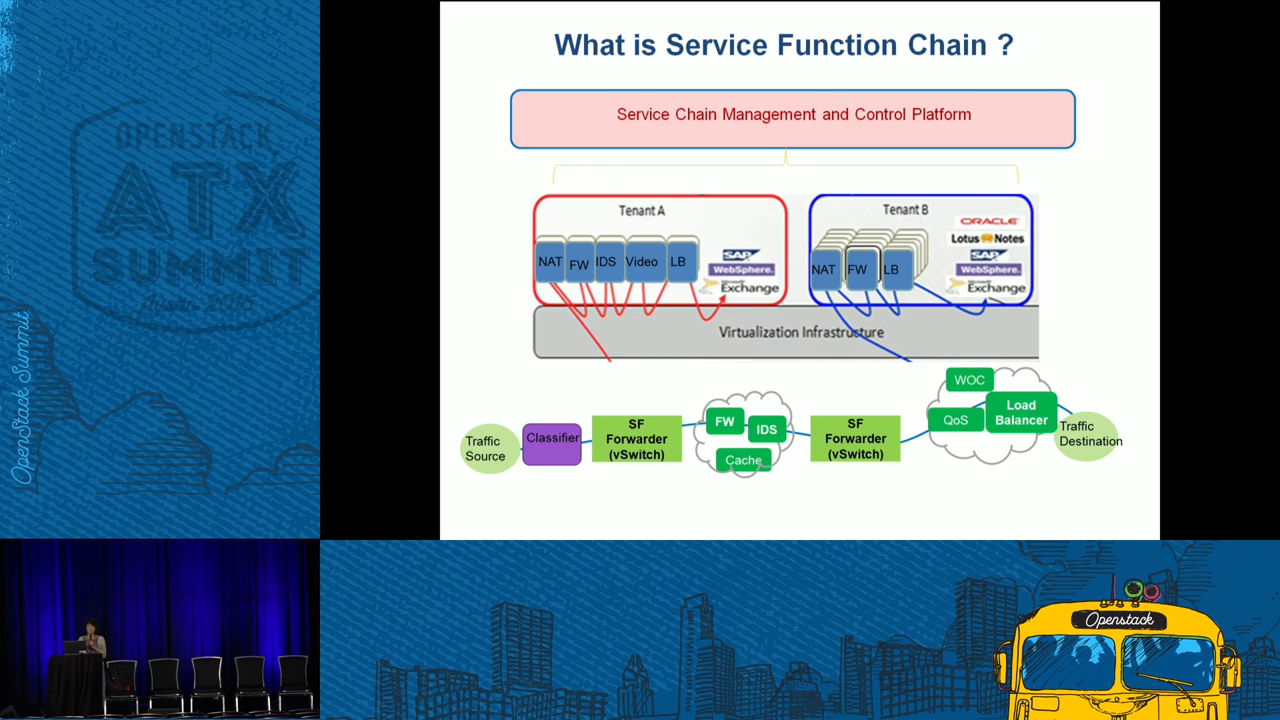 OPENSTACK
ATX
SUMMIT
OpenStack Summit
What is Service Function Chain ?
Service Chain Management and Control Platform
Tenant A
NAT
FW
IDS
Video
LB
SAP
WebSphere.
Exchange
Tenant B
NAT
FW
LB
ORACLE
Lotus Notes
SAP
WebSphere.
Exchange
Virtualization Infrastructure
Traffic
Source
Classifier
SF
Forwarder
(vSwitch)
FW
IDS
Cache
SF
Forwarder
(vSwitch)
WOC
QoS
Load
Balancer
Traffic
Destination
Openstack